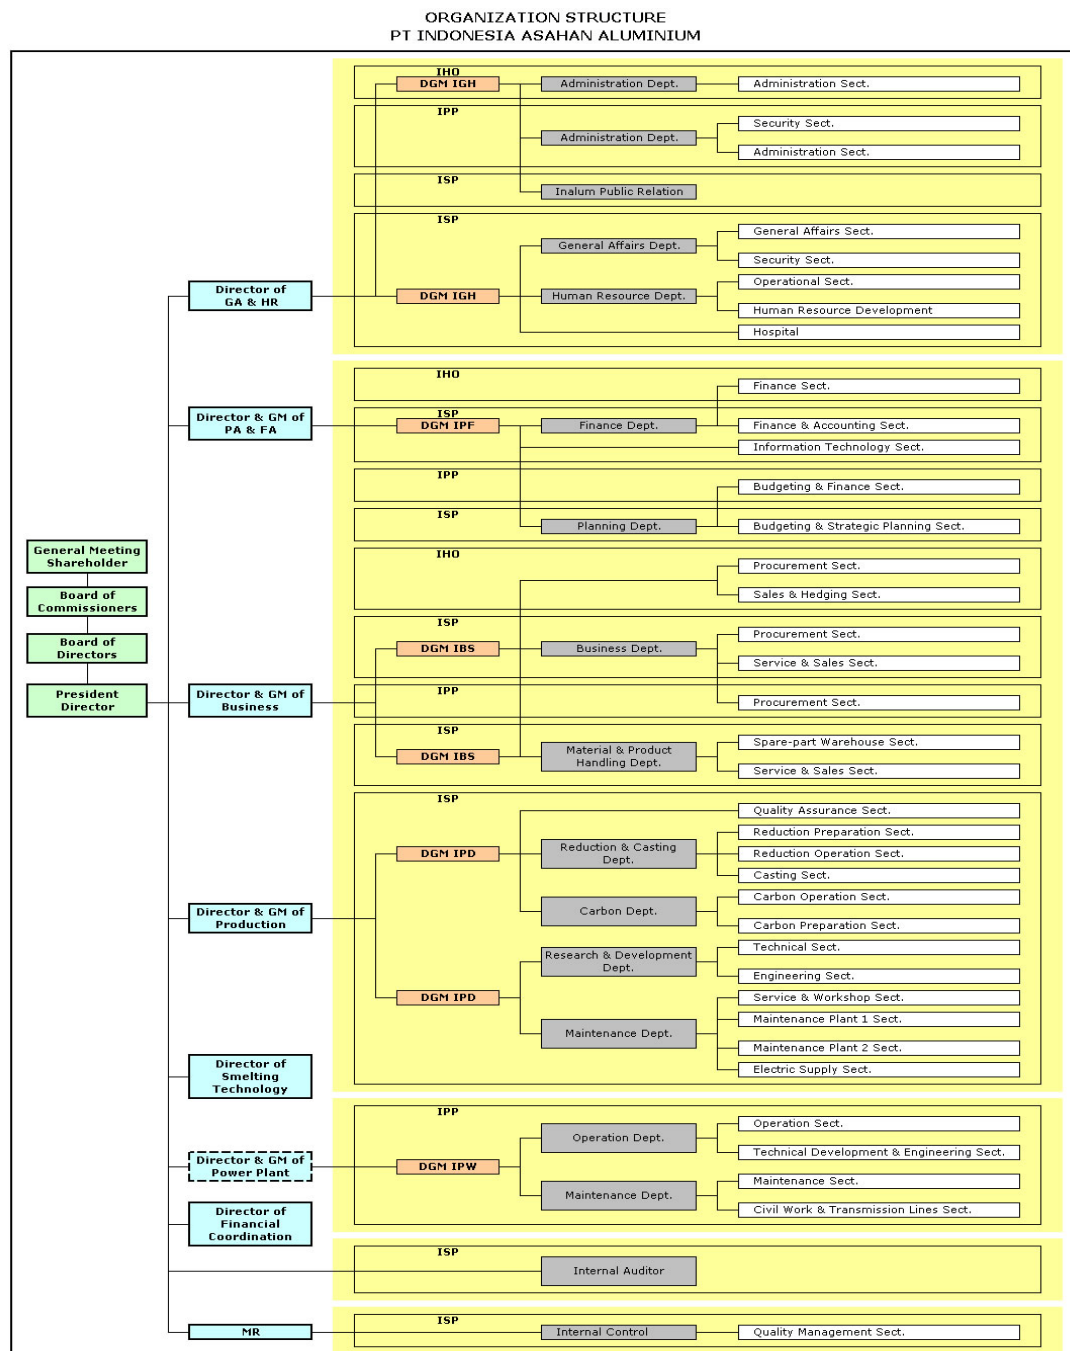 ORGANIZATION STRUCTURE
PT INDONESIA ASAHAN ALUMINIUM
IHO
DGM IGH
Administration Dept.
Administration Sect.
IPP
Administration Dept.
Security Sect.
Administration Sect.
ISP
Inalum Public Relation
ISP
General Affairs Dept.
General Affairs Sect.
Security Sect.
Director of
GA & HR
DGM IGH
Human Resource Dept.
Operational Sect.
Human Resource Development
Hospital
IHO
Finance Sect.
Director & GM of
PA & FA
ISP
DGM IPF
Finance Dept.
Finance & Accounting Sect.
Information Technology Sect.
IPP
Budgeting & Finance Sect.
ISP
Planning Dept.
Budgeting & Strategic Planning Sect.
General Meeting
Shareholder
Board of
Commissioners
Board of
Directors
President
Director
IHO
Procurement Sect.
Sales & Hedging Sect.
ISP
DGM IBS
Business Dept.
Procurement Sect.
Service & Sales Sect.
Director & GM of
Business
IPP
Procurement Sect.
ISP
DGM IBS
Material & Product
Handling Dept.
Spare-part Warehouse Sect.
Service & Sales Sect.
ISP
Quality Assurance Sect.
DGM IPD
Reduction & Casting
Dept.
Reduction Preparation Sect.
Reduction Operation Sect.
Casting Sect.
Director & GM of
Production
Carbon Dept.
Carbon Operation Sect.
Carbon Preparation Sect.
DGM IPD
Research & Development
Dept.
Technical Sect.
Engineering Sect.
Maintenance Dept.
Service & Workshop Sect.
Maintenance Plant 1 Sect.
Maintenance Plant 2 Sect.
Electric Supply Sect.
Director of
Smelting
Technology
IPP
Director & GM of
Power Plant
DGM IPW
Operation Dept.
Operation Sect.
Technical Development & Engineering Sect.
Maintenance Dept.
Maintenance Sect.
Civil Work & Transmission Lines Sect.
Director of
Financial
Coordination
ISP
Internal Auditor
ISP
MR
Internal Control
Quality Management Sect.